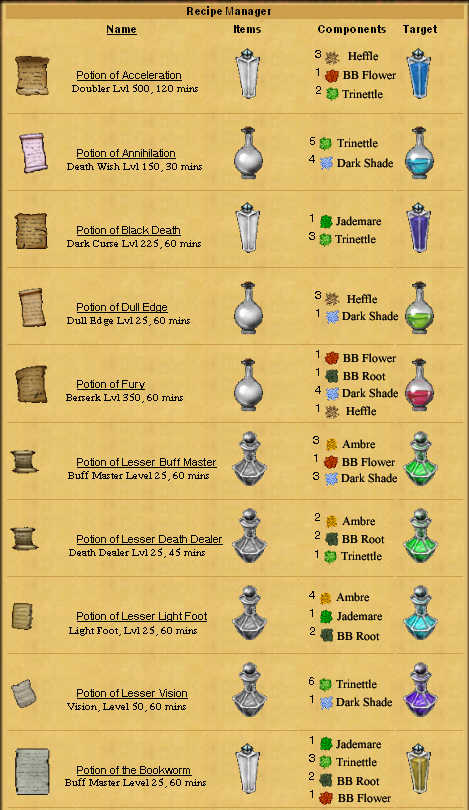 Recipe Manager
Name Items Components Target
3 Heffle
Potion of Acceleration 1 BB Flower
Doubler Lvl 500, 120 mins 2 Trinettle
5 Trinettle
Potion of Annihilation
Death Wish Lvl 150, 30 mins 4 Dark Shade
1 Jademare
Potion of Black Death
Dark Curse Lvl 225, 60 mins 3 Trinettle
3 Heffle
Potion of Dull Edge
Dull Edge Lvl 25, 60 mins 1 Dark Shade
1 BB Flower
1 BB Root
Potion of Fury
Berserk Lvl 350, 60 mins 4 Dark Shade
1 Heffle
3 Ambre
Potion of Lesser Buff Master 1 BB Flower
Buff Master Level 25, 60 mins 3 Dark Shade
2 Ambre
Potion of Lesser Death Dealer 2 BB Root
Death Dealer Lvl 25, 45 mins 1 Trinettle
4 Ambre
Potion of Lesser Light Foot 1 Jademare
Light Foot, Lvl 25, 60 mins 2 BB Root
6 Trinettle
Potion of Lesser Vision
Vision, Level 50, 60 mins 1 Dark Shade
1 Jademare
3 Trinettle
Potion of the Bookworm
Buff Master Level 25, 60 mins 2 BB Root
1 BB Flower